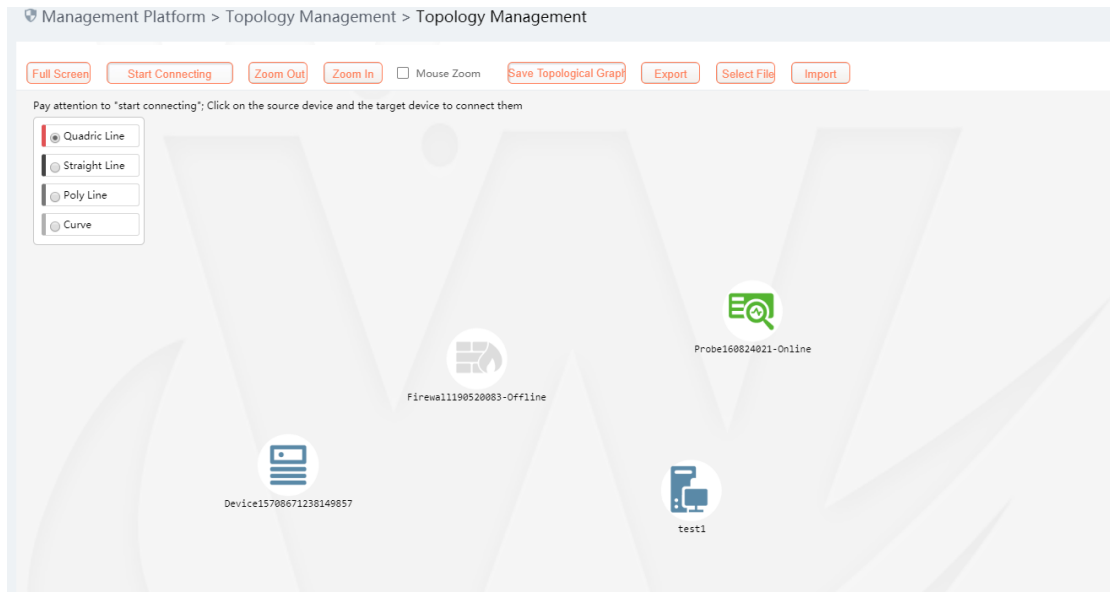 Management Platform > Topology Management > Topology Management
Full Screen Start Connecting Zoom Out Zoom In Mouse Zoom Save Topological Graph Export Select File Import
Pay attention to "start connecting"; Click on the source device and the target device to connect them
Quadric Line
Straight Line
Poly Line
Curve
Probe160824021-Online
Firewall190520083-Offline
Device15708671238149857
test1